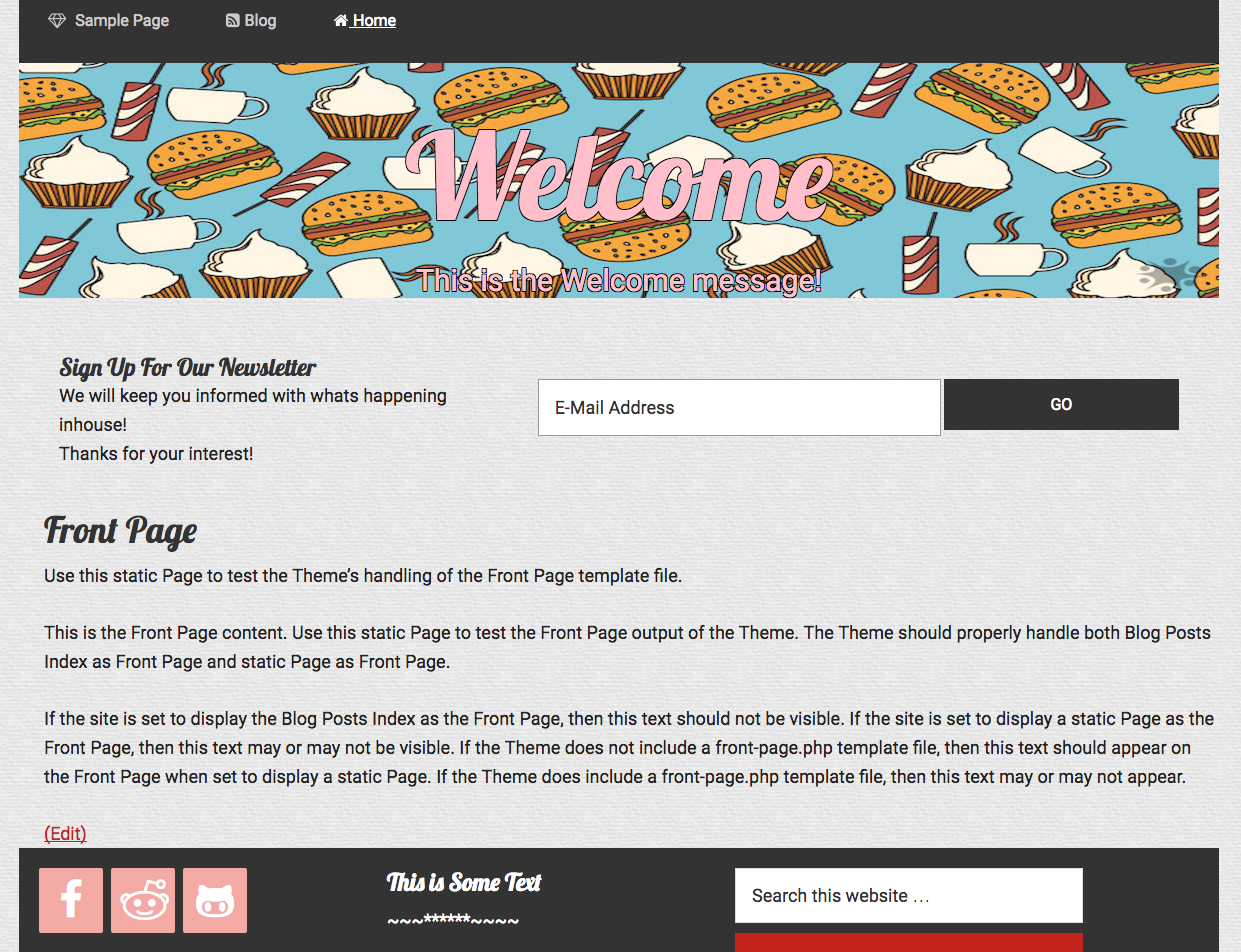 Sample Page Blog Home
Welcome
This is the Welcome message!
Sign Up For Our Newsletter
We will keep you informed with whats happening
inhouse!
Thanks for your interest!
E-Mail Address
GO
Front Page
Use this static Page to test the Theme’s handling of the Front Page template file.
This is the Front Page content. Use this static Page to test the Front Page output of the Theme. The Theme should properly handle both Blog Posts
Index as Front Page and static Page as Front Page.
If the site is set to display the Blog Posts Index as the Front Page, then this text should not be visible. If the site is set to display a static Page as the
Front Page, then this text may or may not be visible. If the Theme does not include a front-page.php template file, then this text should appear on
the Front Page when set to display a static Page. If the Theme does include a front-page.php template file, then this text may or may not appear.
(Edit)
This is Some Text
~~~******~~~~
Search this website …